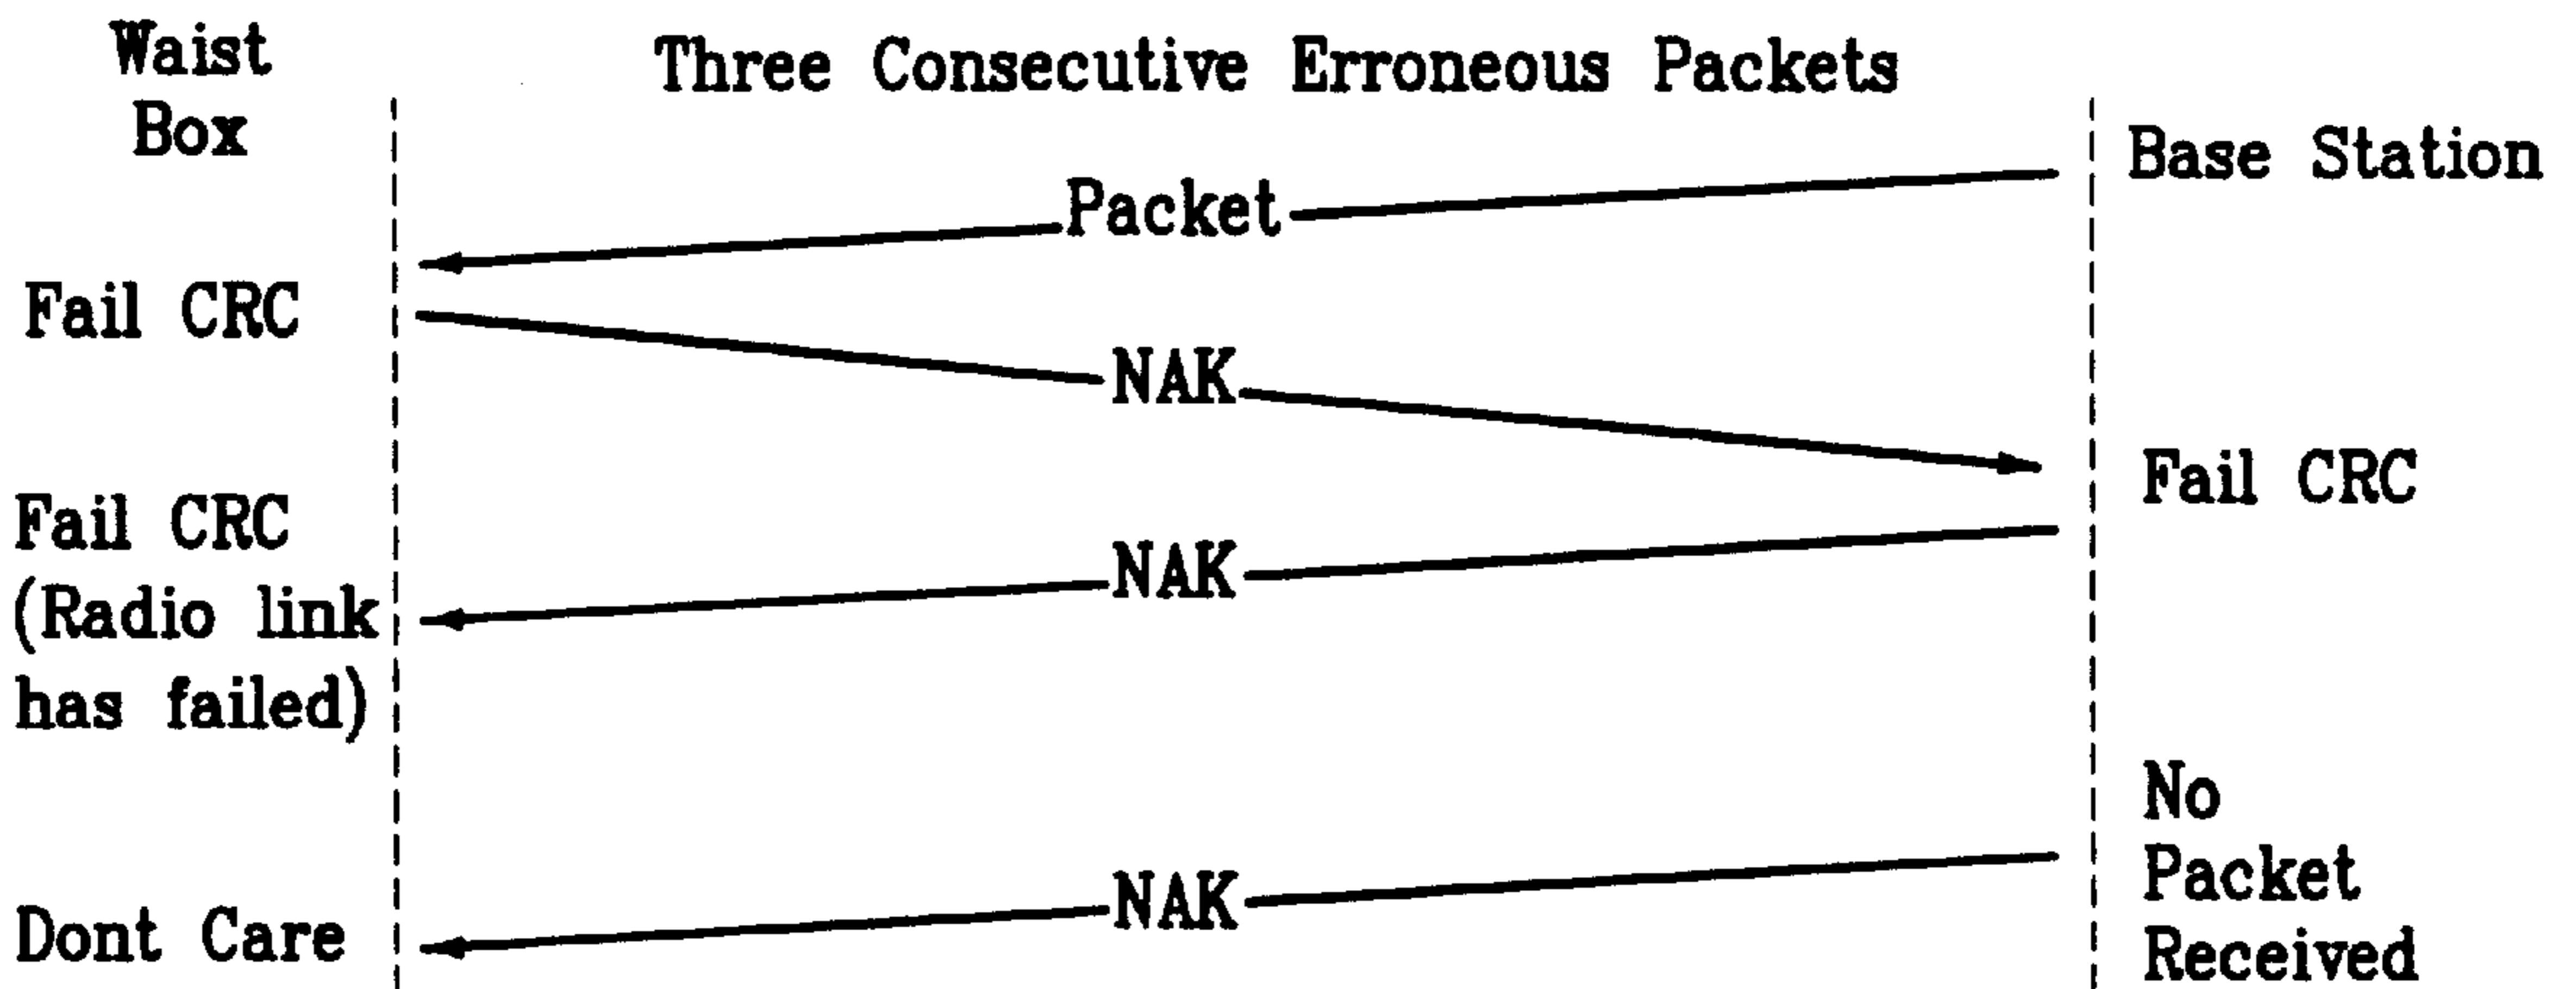 Waist
Box
Three Consecutive Erroneous Packets
Base Station
Packet
Fail CRC
NAK
Fail CRC
Fail CRC
(Radio link
has failed)
NAK
No
Packet
Received
NAK
Dont Care